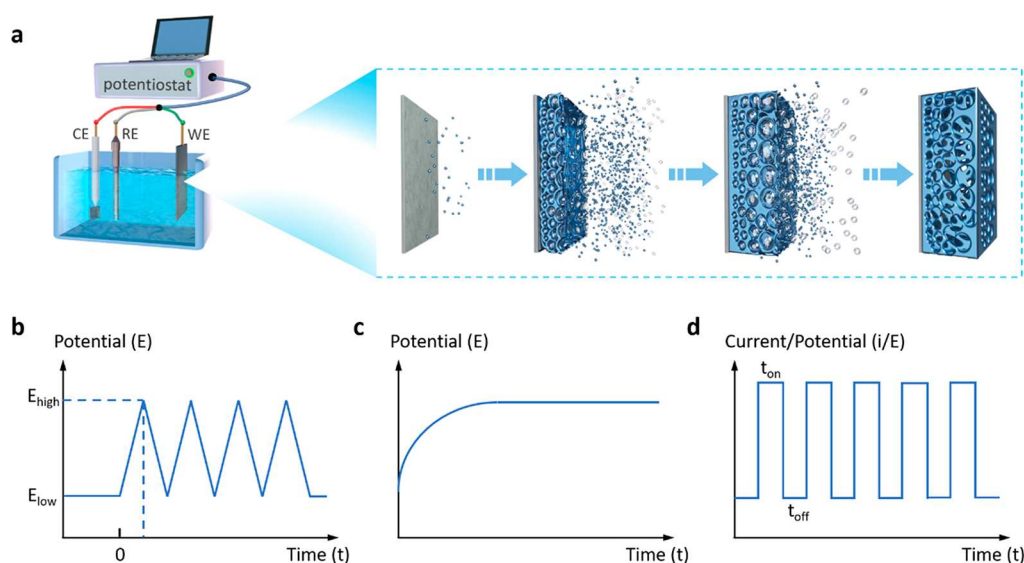 a
potentiostat
CE
RE
WE
b
Potential (E)
E_high
E_low
0
Time (t)
c
Potential (E)
Time (t)
d
Current/Potential (i/E)
t_on
t_off
Time (t)